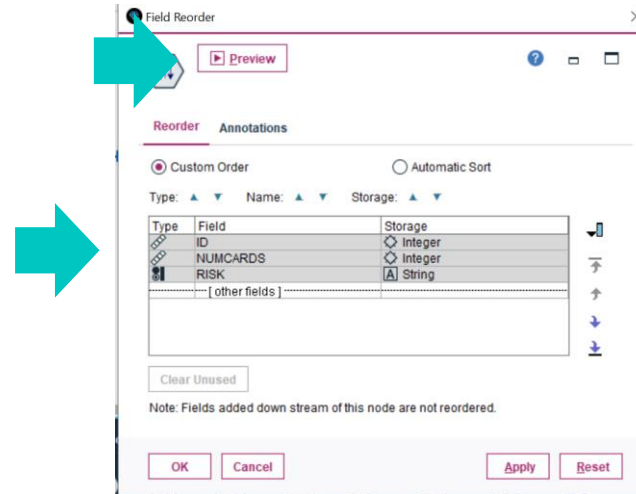 Field Reorder
Preview
Reorder Annotations
Custom Order Automatic Sort
Type: Name: Storage:
Type Field Storage
ID Integer
NUMCARDS Integer
RISK A String
[ other fields ]
Clear Unused
Note: Fields added down stream of this node are not reordered.
OK Cancel Apply Reset